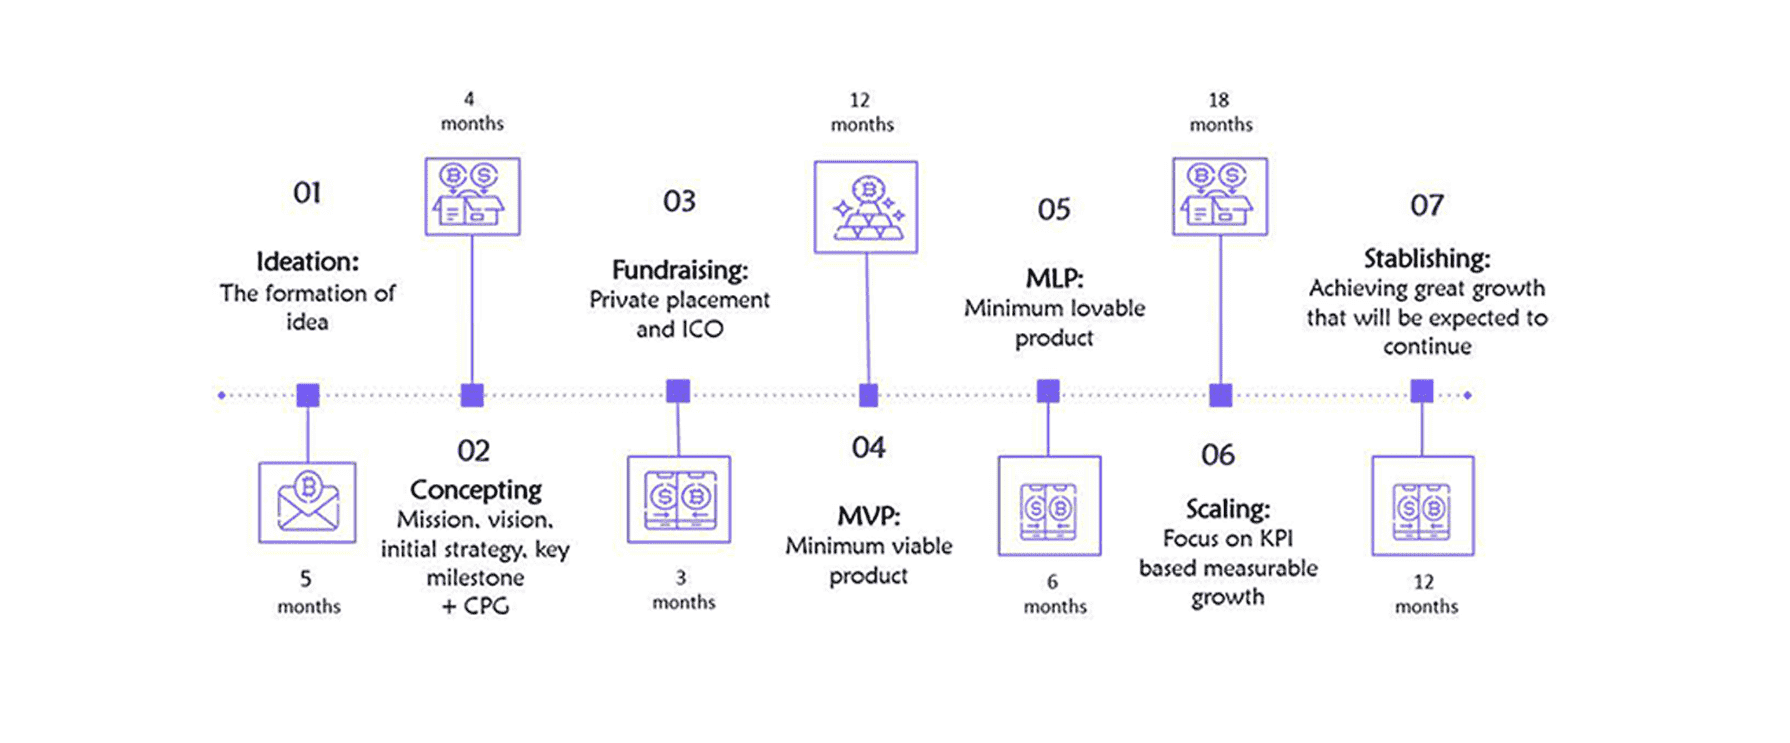 01
Ideation:
The formation of
idea
5
months
4
months
02
Concepting
Mission, vision,
initial strategy, key
milestone
+ CPG
03
Fundraising:
Private placement
and ICO
3
months
12
months
04
MVP:
Minimum viable
product
05
MLP:
Minimum lovable
product
6
months
18
months
06
Scaling:
Focus on KPI
based measurable
growth
07
Stablishing:
Achieving great growth
that will be expected to
continue
12
months